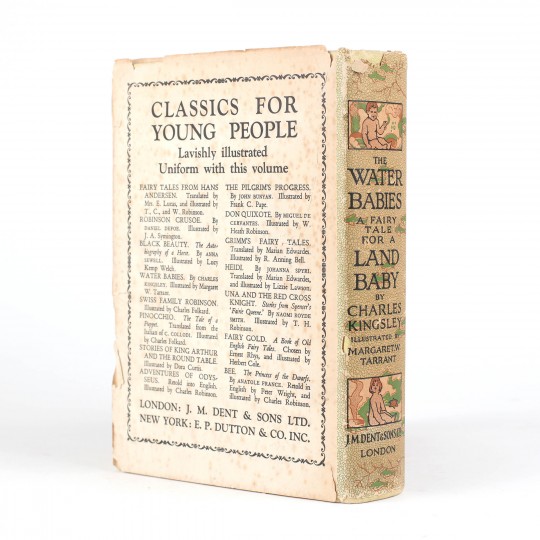 CLASSICS FOR
YOUNG PEOPLE
Lavishly illustrated
Uniform with this volume
FAIRY TALES FROM HANS
ANDERSEN. Translated by
Mrs. E. Lucas, and illustrated by
T., C., and W. Robinson.
ROBINSON CRUSOE. By
DANIEL DEFOE. Illustrated by
J. A. Symington.
BLACK BEAUTY. The Auto-
biography of a Horse. By ANNA
SEWELL. Illustrated by Lucy
Kemp Welch.
WATER BABIES. By CHARLES
KINGSLEY. Illustrated by Margaret
W. Tarrant.
SWISS FAMILY ROBINSON.
Illustrated by Charles Folkard.
PINOCCHIO. The Tale of a
Puppet. Translated from the
Italian of C. COLLODI. Illustrated
by Charles Folkard.
STORIES OF KING ARTHUR
AND THE ROUND TABLE.
Illustrated by Dora Curtis.
ADVENTURES OF ODYS-
SEUS. Retold into English.
Illustrated by Charles Robinson.
THE PILGRIM'S PROGRESS.
By JOHN BUNYAN. Illustrated by
Frank C. Pape.
DON QUIXOTE. By MIGUEL DE
CERVANTES. Illustrated by W.
Heath Robinson.
GRIMM'S FAIRY TALES.
Translated by Marian Edwardes.
Illustrated by R. Anning Bell.
HEIDI. By JOHANNA SPYRI.
Translated by Marian Edwardes,
and illustrated by Lizzie Lawson.
UNA AND THE RED CROSS
KNIGHT. Stories from Spenser's
"Faerie Queene." By NAOMI ROYDE
SMITH. Illustrated by T. H.
Robinson.
FAIRY GOLD. A Book of Old
English Fairy Tales. Chosen by
Ernest Rhys, and illustrated by
Herbert Cole.
BEE. The Princess of the Dwarfs.
By ANATOLE FRANCE. Retold in
English by Peter Wright, and
illustrated by Charles Robinson.
LONDON: J. M. DENT & SONS LTD.
NEW YORK: E. P. DUTTON & CO. INC.
THE
WATER
BABIES
A FAIRY
TALE
FOR A
LAND
BABY
BY
CHARLES
KINGSLEY
ILLUSTRATED BY
MARGARET W.
TARRANT
J.M. DENT & SONS LTD
LONDON